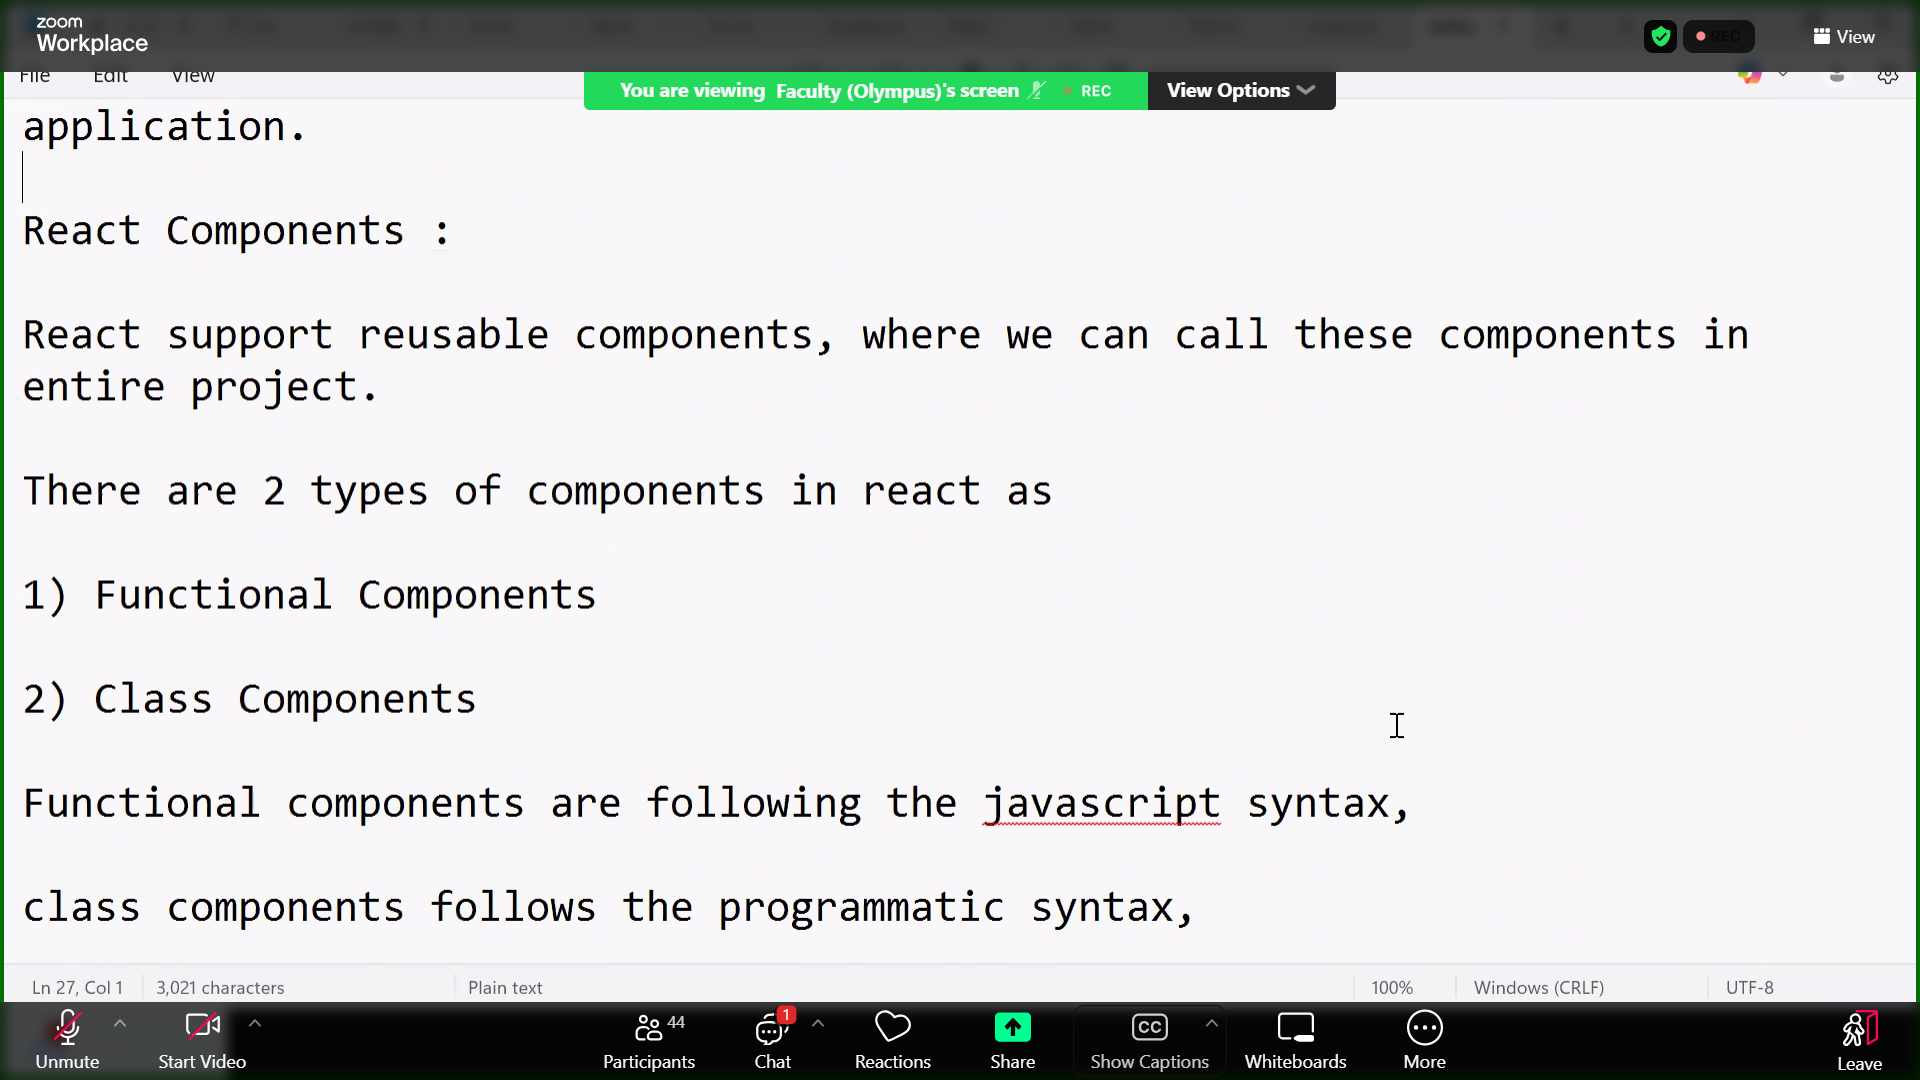 zoom
Workplace
REC
View
File Edit View
You are viewing Faculty (Olympus)'s screen REC View Options
application.
React Components :
React support reusable components, where we can call these components in
entire project.
There are 2 types of components in react as
1) Functional Components
2) Class Components
Functional components are following the javascript syntax,
class components follows the programmatic syntax,
Ln 27, Col 1 3,021 characters Plain text 100% Windows (CRLF) UTF-8
44 1 CC
Unmute Start Video Participants Chat Reactions Share Show Captions Whiteboards More Leave